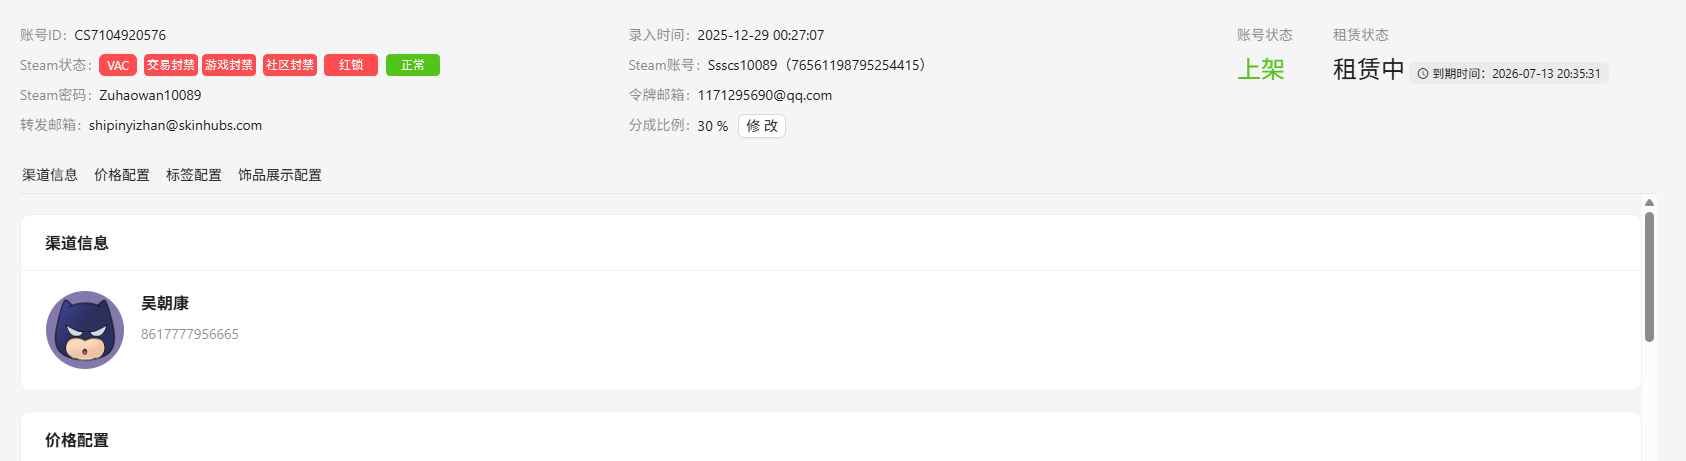 账号ID：CS7104920576
录入时间：2025-12-29 00:27:07
账号状态
租赁状态
Steam状态：VAC 交易封禁 游戏封禁 社区封禁 红锁 正常
Steam账号：Ssscs10089（76561198795254415）
上架
租赁中 到期时间：2026-07-13 20:35:31
Steam密码：Zuhaowan10089
令牌邮箱：1171295690@qq.com
转发邮箱：shipinyizhan@skinhubs.com
分成比例：30 % 修 改
渠道信息 价格配置 标签配置 饰品展示配置
渠道信息
吴朝康
8617777956665
价格配置